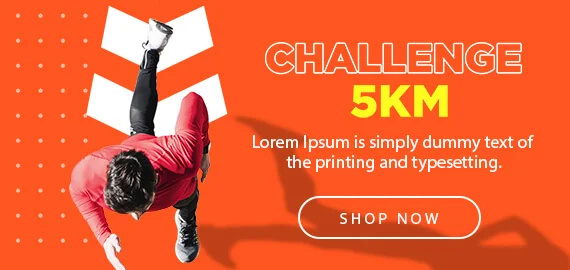 CHALLENGE
5KM
Lorem Ipsum is simply dummy text of
the printing and typesetting.
SHOP NOW